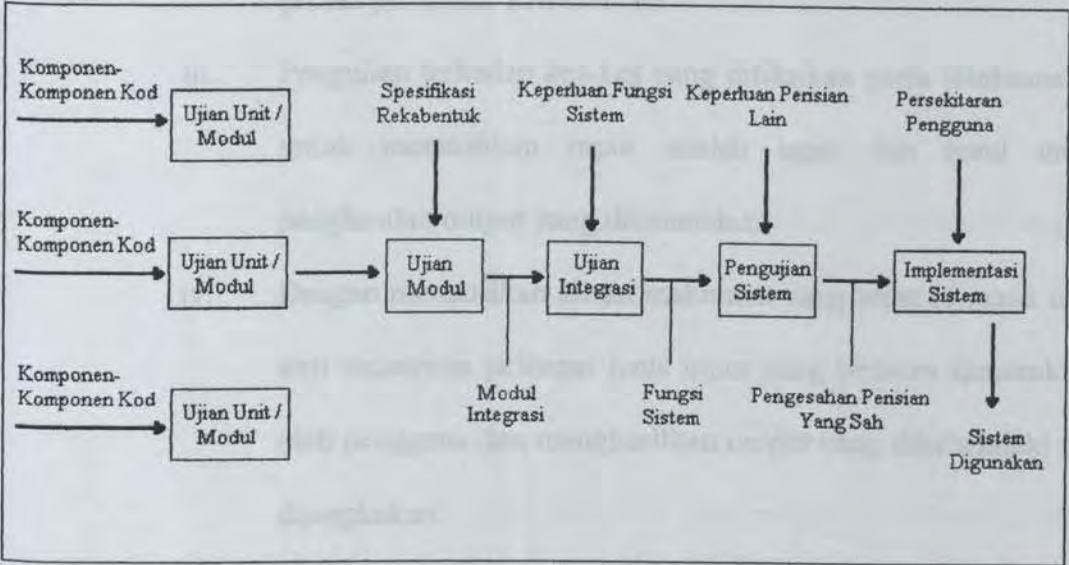 Komponen-
Komponen Kod
Ujian Unit /
Modul
Spesifikasi
Rekabentuk
Keperluan Fungsi
Sistem
Keperluan Perisian
Lain
Persekitaran
Pengguna
Komponen-
Komponen Kod
Ujian Unit /
Modul
Ujian
Modul
Ujian
Integrasi
Pengujian
Sistem
Implementasi
Sistem
Komponen-
Komponen Kod
Ujian Unit /
Modul
Modul
Integrasi
Fungsi
Sistem
Pengesahan Perisian
Yang Sah
Sistem
Digunakan